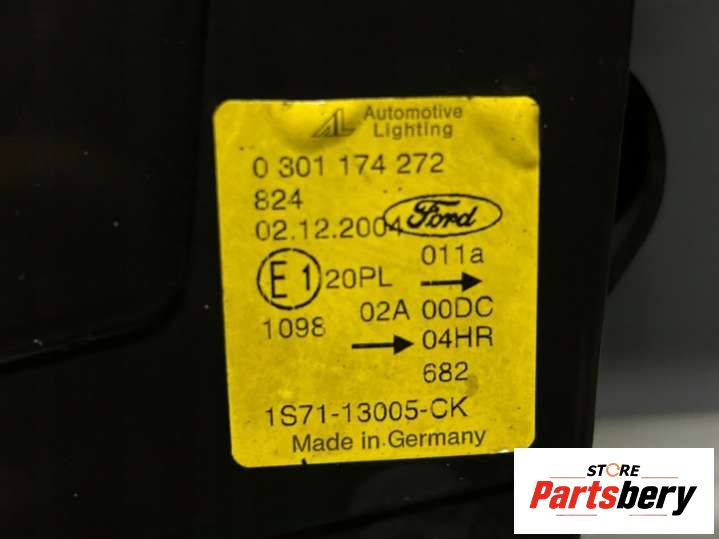 AL Automotive
Lighting
0 301 174 272
824
02.12.2004 Ford
011a
E1 20PL
02A 00DC
1098
04HR
682
1S71-13005-CK
Made in Germany
STORE
Partsbery